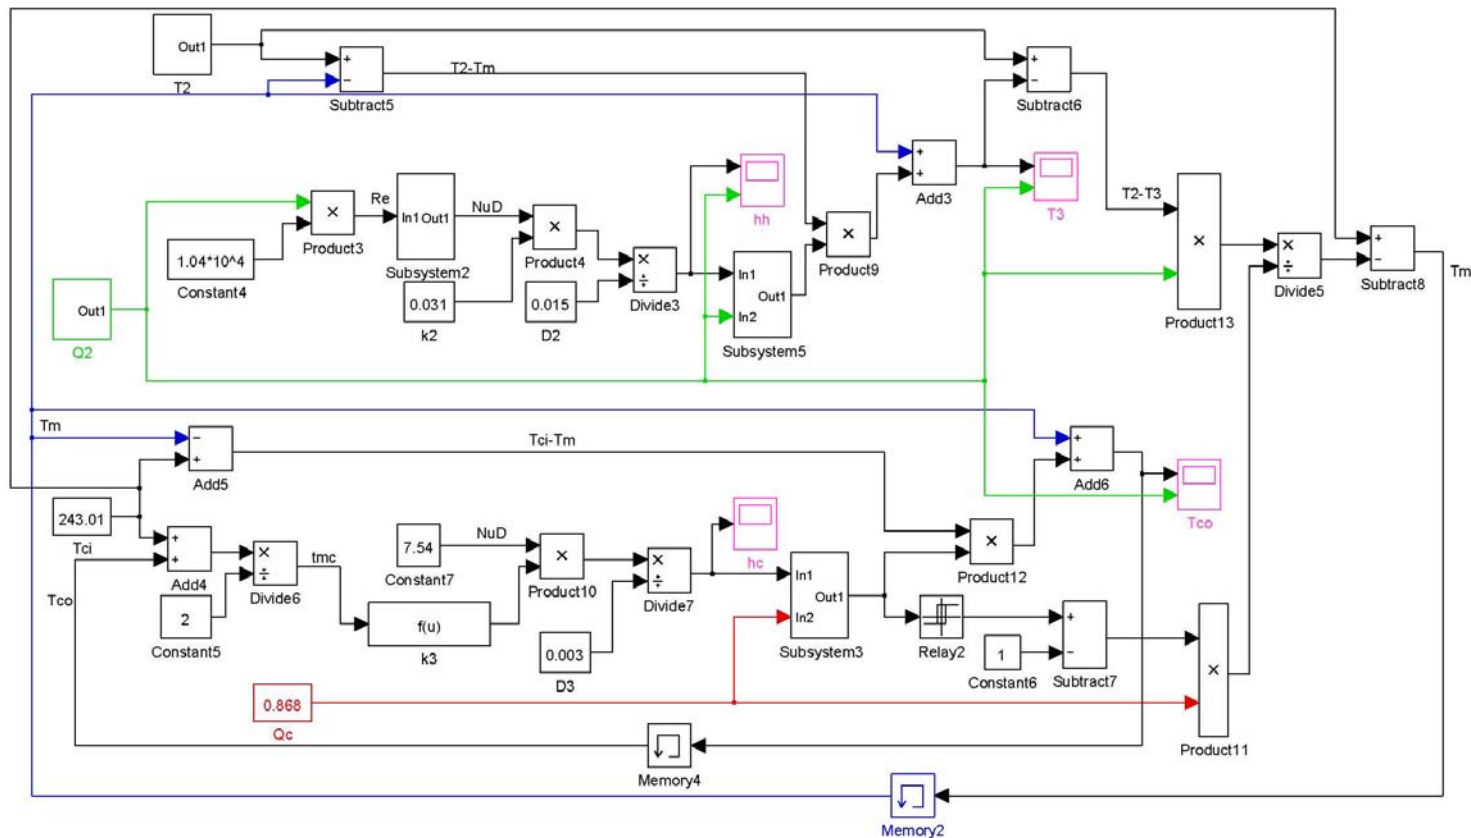 Out1
T2
+
−
Subtract5
T2-Tm
+
−
Subtract6
+
+
Add3
T3
hh
Re
×
Product3
1.04*10^4
Constant4
In1 Out1
Subsystem2
NuD
×
Product4
0.031
k2
0.015
D2
×
÷
Divide3
In1
Out1
In2
Subsystem5
×
Product9
T2-T3
×
Product13
×
÷
Divide5
+
−
Subtract8
Tm
Out1
Q2
Tm
−
+
Add5
Tci-Tm
+
+
Add6
Tco
243.01
Tci
+
+
Add4
Tco
×
÷
Divide6
2
Constant5
tmc
7.54
Constant7
NuD
×
Product10
f(u)
k3
×
÷
Divide7
0.003
D3
hc
In1
Out1
In2
Subsystem3
×
Product12
Relay2
1
Constant6
+
−
Subtract7
×
Product11
0.868
Qc
Memory4
Memory2